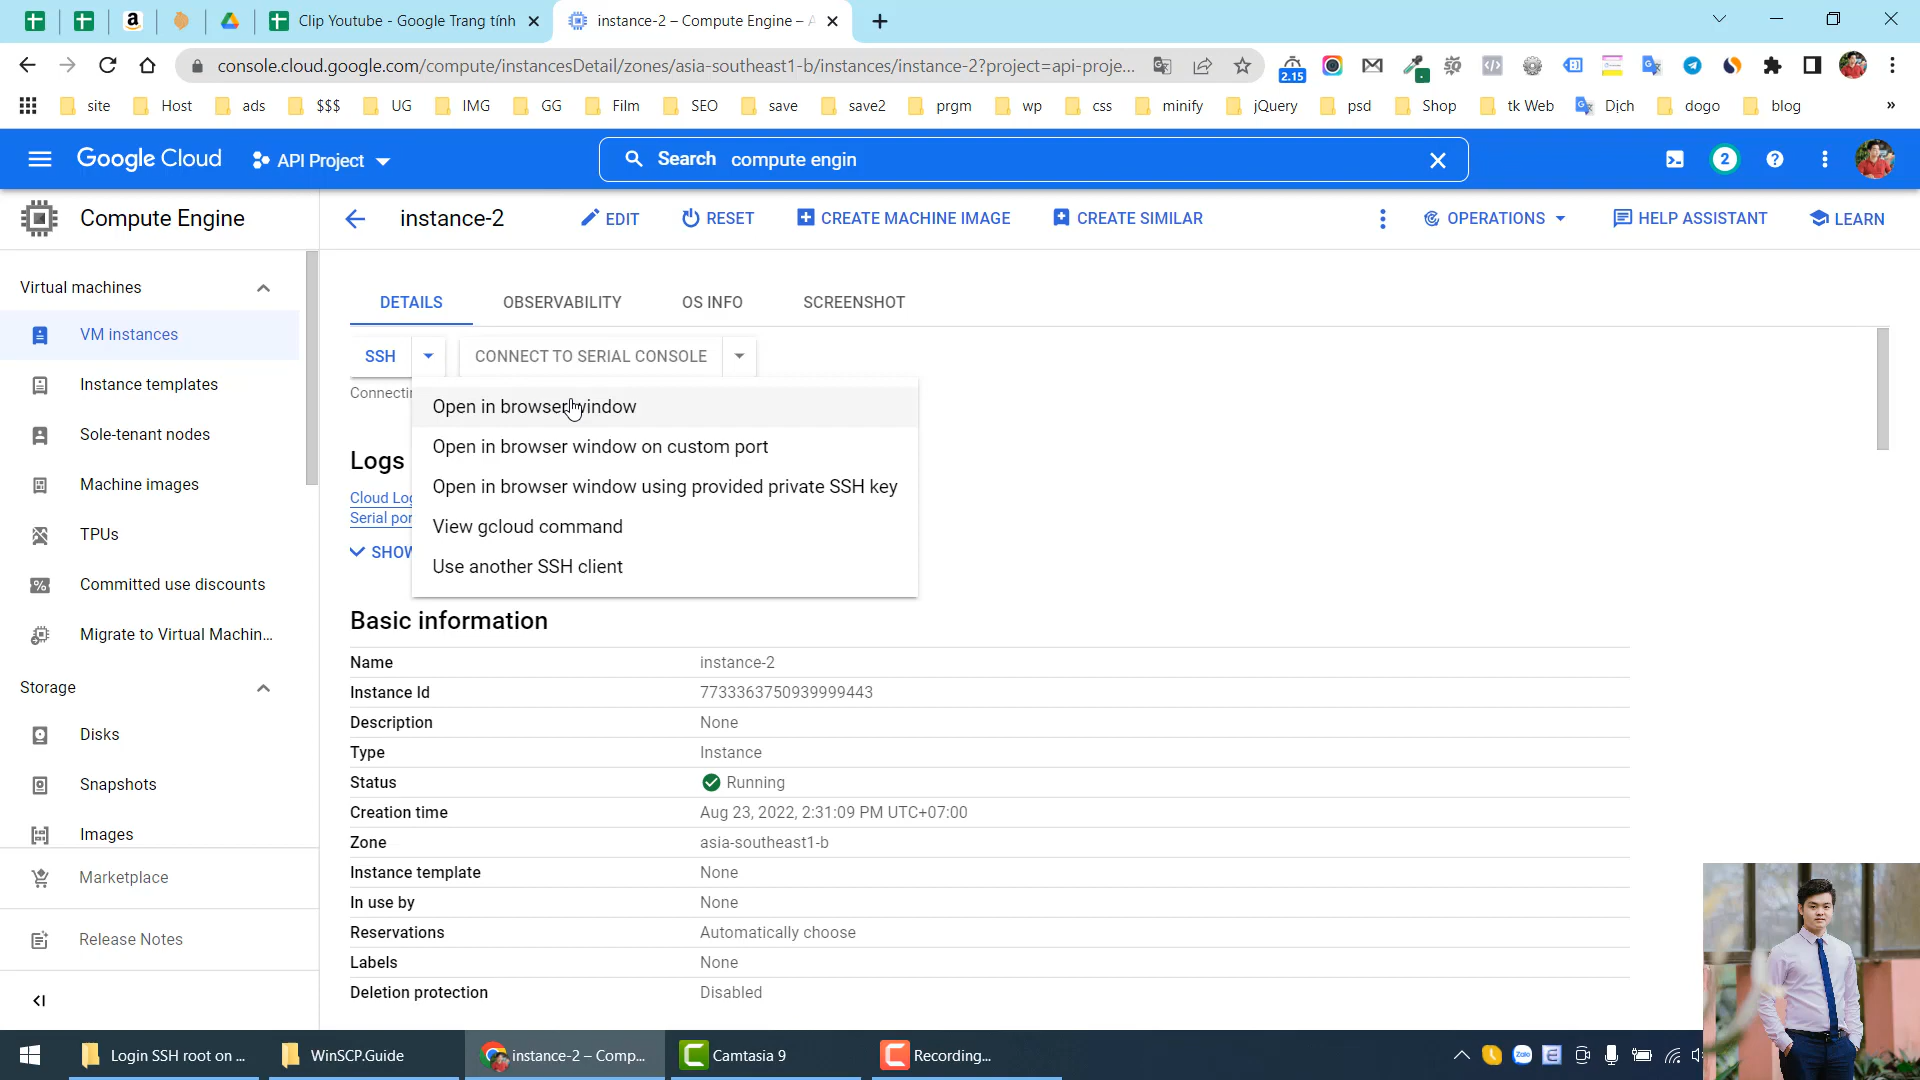 Clip Youtube - Google Trang tính
instance-2 – Compute Engine – A
console.cloud.google.com/compute/instancesDetail/zones/asia-southeast1-b/instances/instance-2?project=api-proje...
2.15
site Host ads $$$ UG IMG GG Film SEO save save2 prgm wp css minify jQuery psd Shop tk Web Dịch dogo blog »
Google Cloud API Project Search compute engin 2
Compute Engine
instance-2 EDIT RESET CREATE MACHINE IMAGE CREATE SIMILAR OPERATIONS HELP ASSISTANT LEARN
Virtual machines
VM instances
Instance templates
Sole-tenant nodes
Machine images
TPUs
Committed use discounts
Migrate to Virtual Machin...
Storage
Disks
Snapshots
Images
Marketplace
Release Notes
DETAILS OBSERVABILITY OS INFO SCREENSHOT
SSH CONNECT TO SERIAL CONSOLE
Connecti
Open in browser window
Open in browser window on custom port
Open in browser window using provided private SSH key
View gcloud command
Use another SSH client
Logs
Cloud Log
Serial por
SHOW
Basic information
Name instance-2
Instance Id 7733363750939999443
Description None
Type Instance
Status Running
Creation time Aug 23, 2022, 2:31:09 PM UTC+07:00
Zone asia-southeast1-b
Instance template None
In use by None
Reservations Automatically choose
Labels None
Deletion protection Disabled
Login SSH root on ... WinSCP.Guide instance-2 – Comp... Camtasia 9 Recording... Zalo E